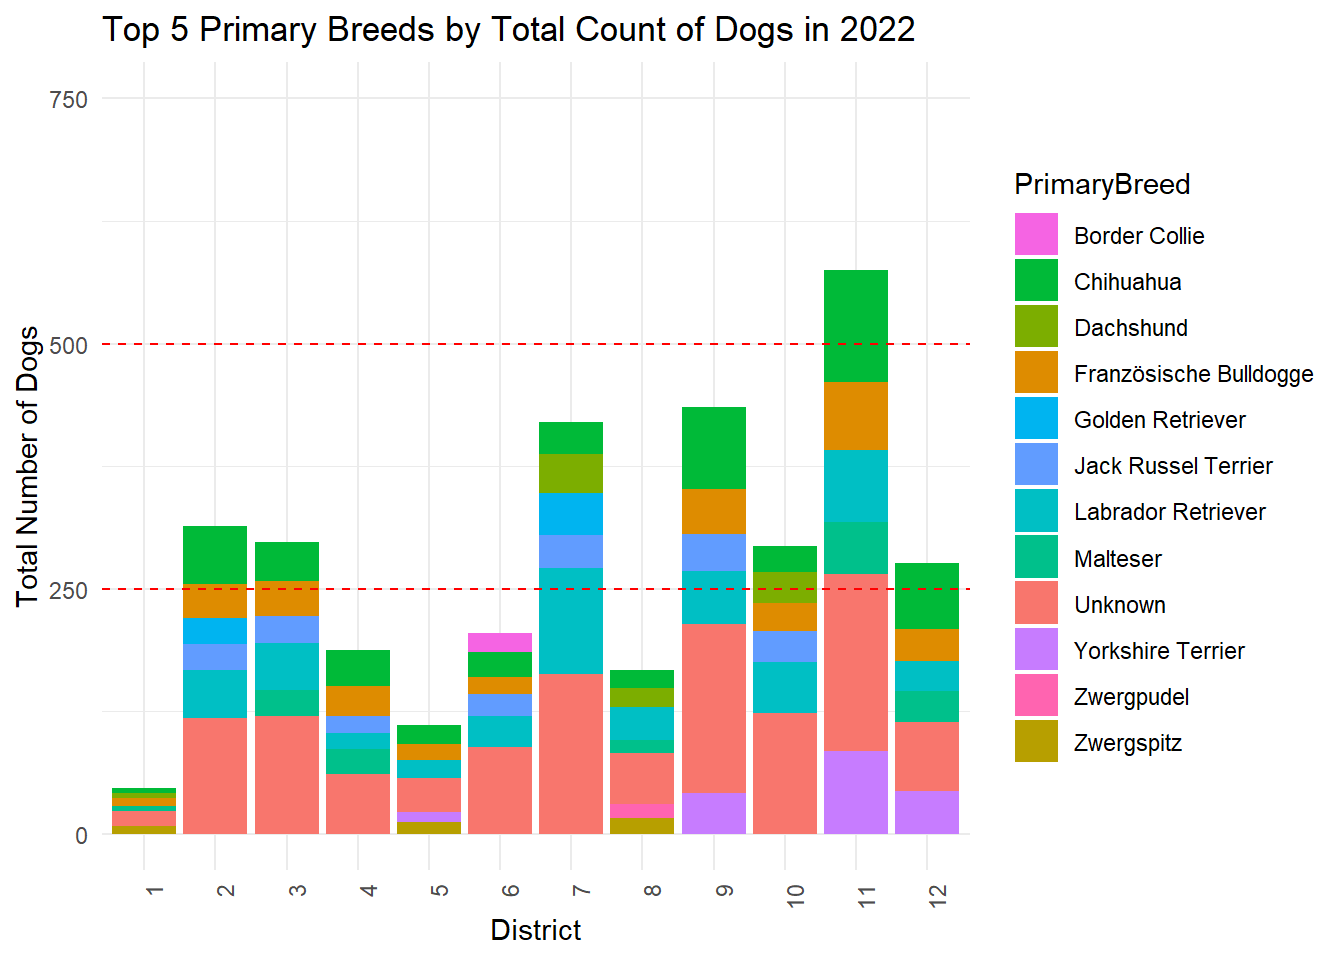 Top 5 Primary Breeds by Total Count of Dogs in 2022
Total Number of Dogs
750
500
250
0
1
2
3
4
5
6
7
8
9
10
11
12
District
PrimaryBreed
Border Collie
Chihuahua
Dachshund
Französische Bulldogge
Golden Retriever
Jack Russel Terrier
Labrador Retriever
Malteser
Unknown
Yorkshire Terrier
Zwergpudel
Zwergspitz